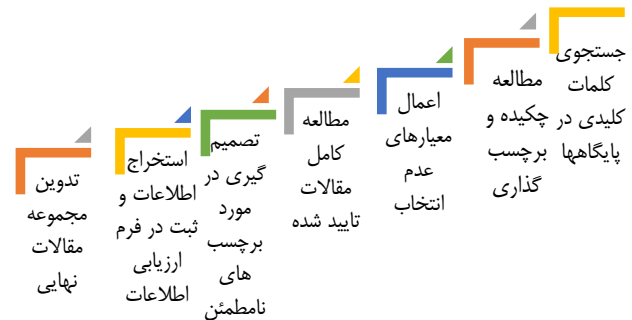 جستجوی
کلمات
کلیدی در
پایگاهها
مطالعه
چکیده و
برچسب
گذاری
اعمال
معیارهای
عدم
انتخاب
مطالعه
کامل
مقالات
تایید شده
تصمیم
گیری در
مورد
برچسب
های
نامطمئن
استخراج
اطلاعات و
ثبت در فرم
ارزیابی
اطلاعات
تدوین
مجموعه
مقالات
نهایی